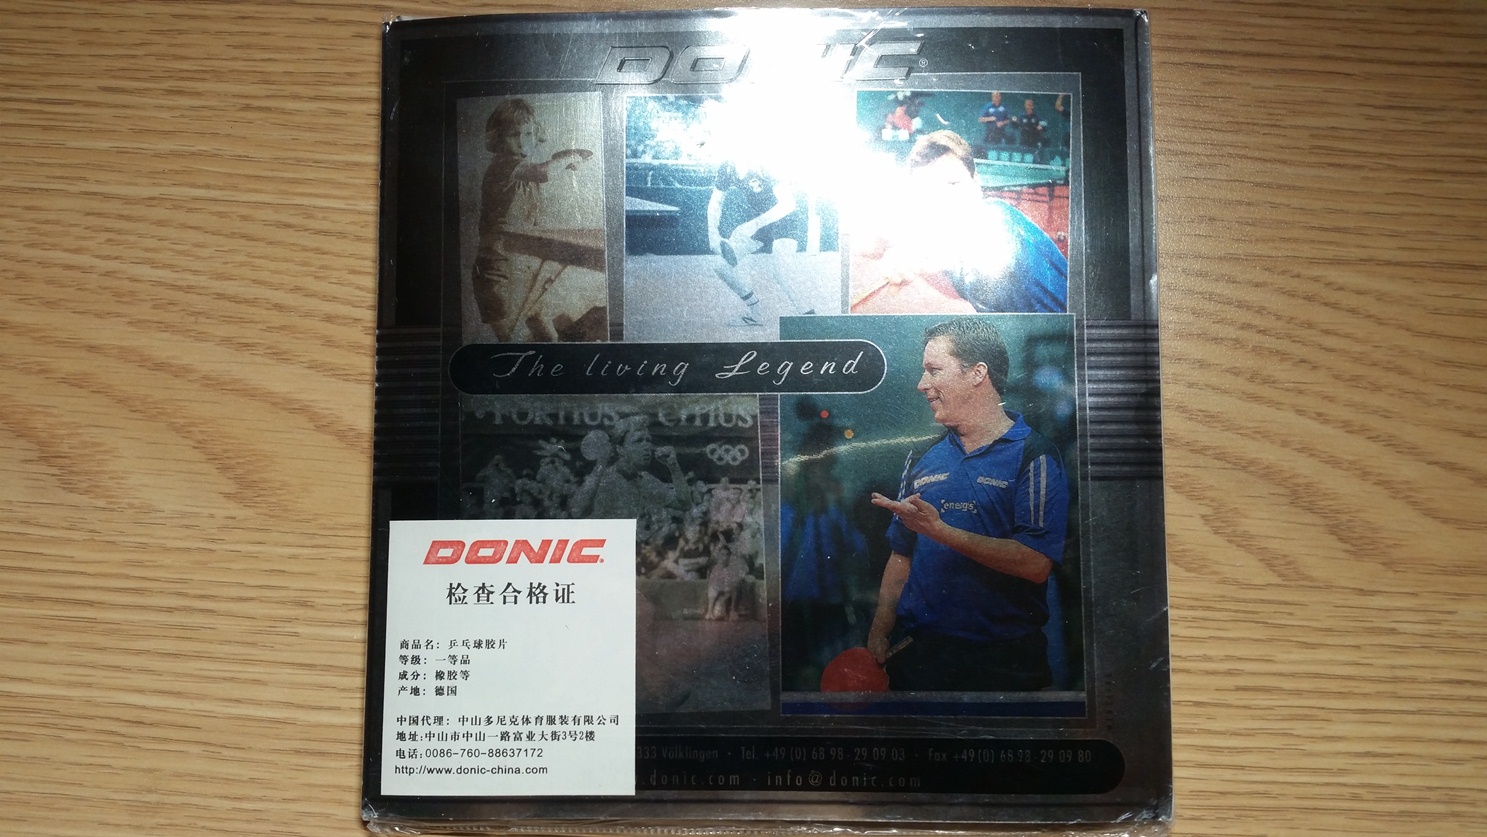 DONIC®
The living Legend
FORTIUS CITIUS
DONIC DONIC
energis
DONIC
检查合格证
商品名: 乒乓球胶片
等级: 一等品
成分: 橡胶等
产地: 德国
中国代理: 中山多尼克体育服装有限公司
地址:中山市中山一路富业大街3号2楼
电话: 0086-760-88637172
http://www.donic-china.com
333 Völklingen · Tel. +49 (0) 68 98 - 29 09 03 · Fax +49 (0) 68 98 - 29 09 80
.donic.com · info@donic.com